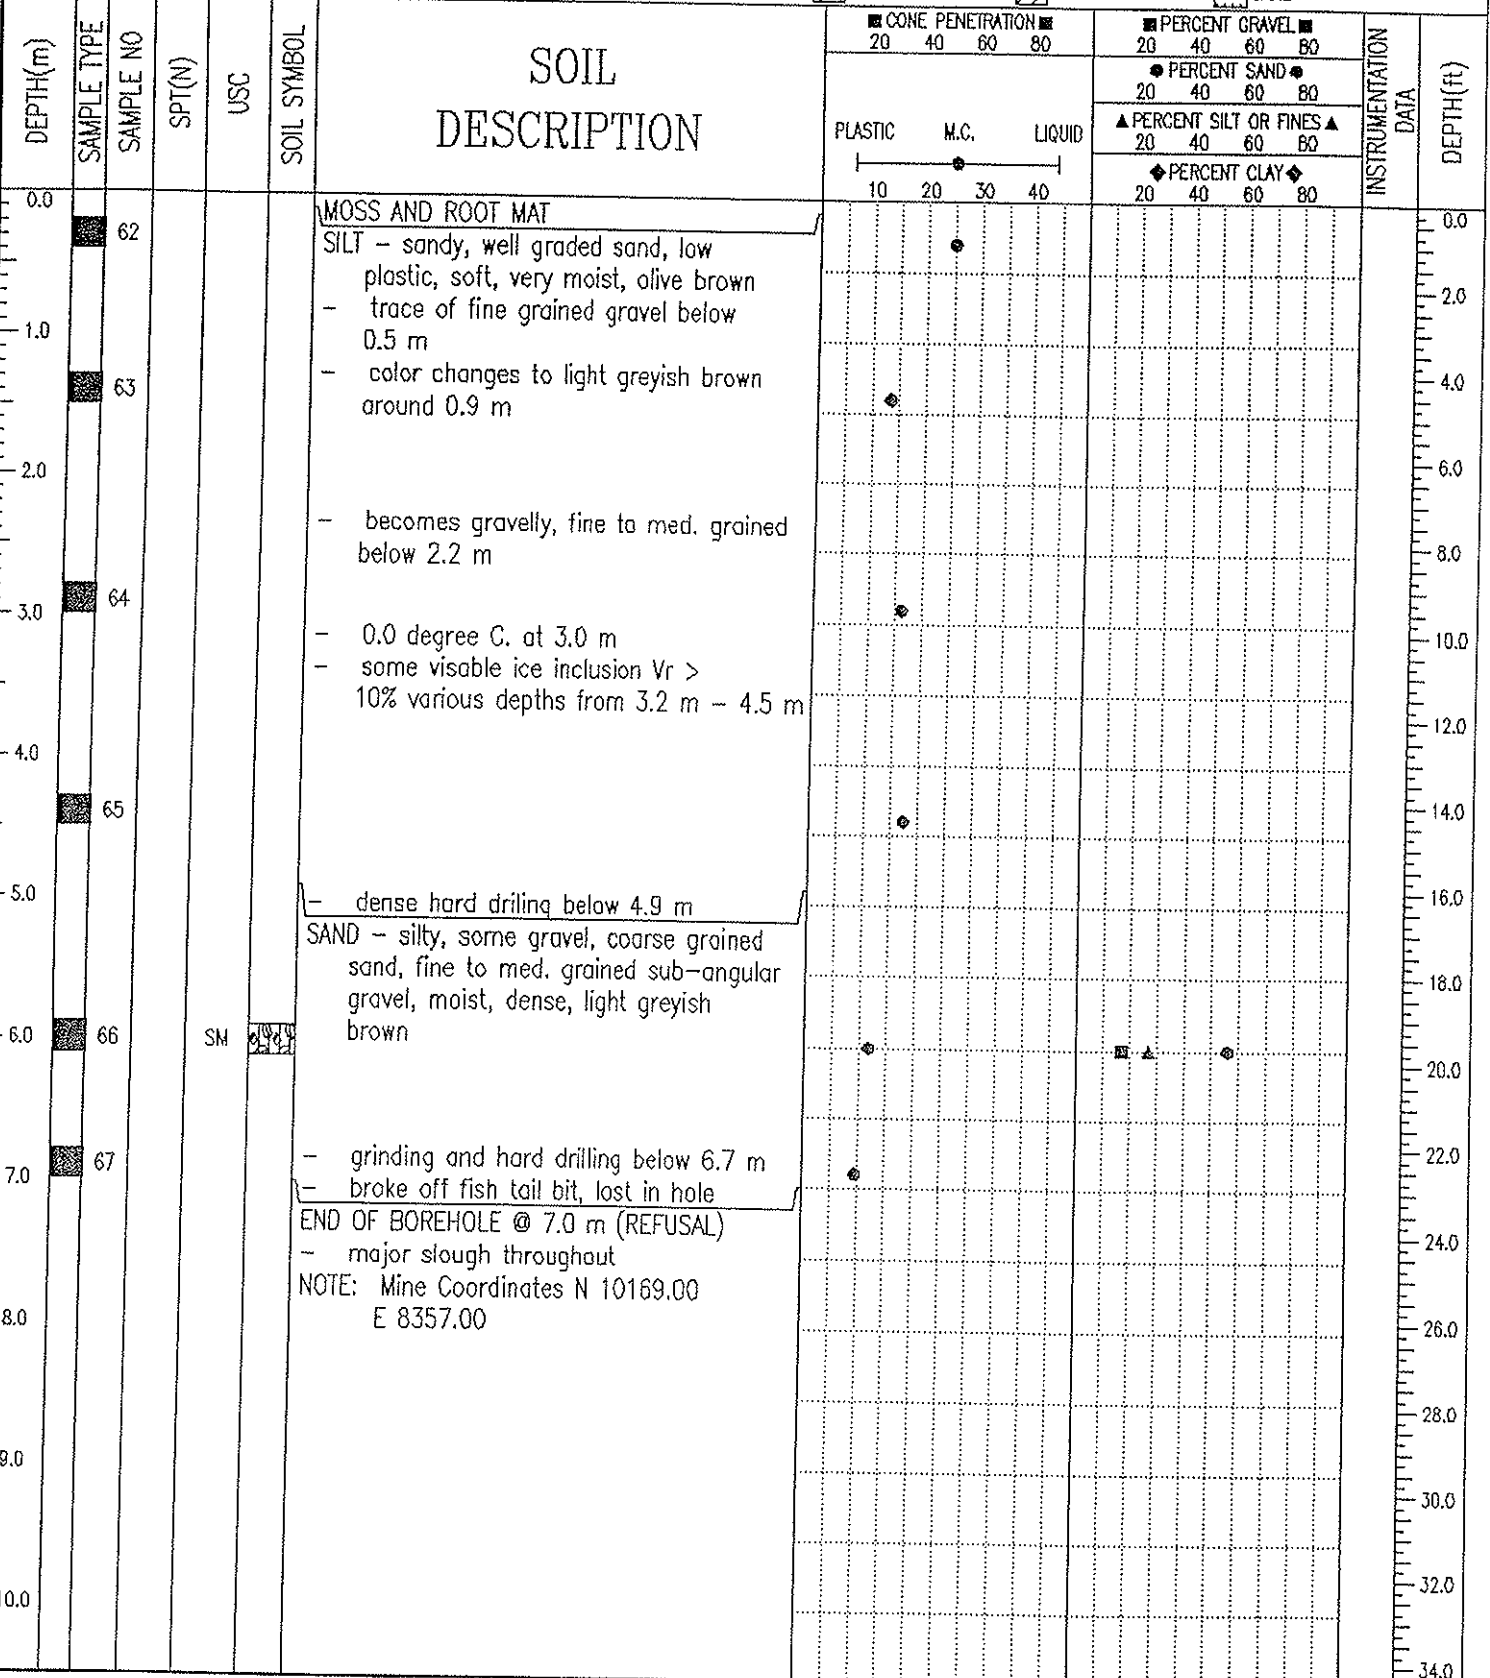 DEPTH(m)
SAMPLE TYPE
SAMPLE NO
SPT(N)
USC
SOIL SYMBOL
SOIL
DESCRIPTION
■ CONE PENETRATION ■
20 40 60 80
PLASTIC M.C. LIQUID
10 20 30 40
■ PERCENT GRAVEL ■
20 40 60 80
● PERCENT SAND ●
20 40 60 80
▲ PERCENT SILT OR FINES ▲
20 40 60 80
◆ PERCENT CLAY ◆
20 40 60 80
INSTRUMENTATION
DATA
DEPTH(ft)
0.0
1.0
2.0
3.0
4.0
5.0
6.0
7.0
8.0
9.0
10.0
62
63
64
65
66
67
SM
MOSS AND ROOT MAT
SILT – sandy, well graded sand, low
plastic, soft, very moist, olive brown
– trace of fine grained gravel below
0.5 m
– color changes to light greyish brown
around 0.9 m
– becomes gravelly, fine to med. grained
below 2.2 m
– 0.0 degree C. at 3.0 m
– some visable ice inclusion Vr >
10% various depths from 3.2 m – 4.5 m
– dense hard driling below 4.9 m
SAND – silty, some gravel, coarse grained
sand, fine to med. grained sub-angular
gravel, moist, dense, light greyish
brown
– grinding and hard drilling below 6.7 m
– broke off fish tail bit, lost in hole
END OF BOREHOLE @ 7.0 m (REFUSAL)
– major slough throughout
NOTE: Mine Coordinates N 10169.00
E 8357.00
0.0
2.0
4.0
6.0
8.0
10.0
12.0
14.0
16.0
18.0
20.0
22.0
24.0
26.0
28.0
30.0
32.0
34.0